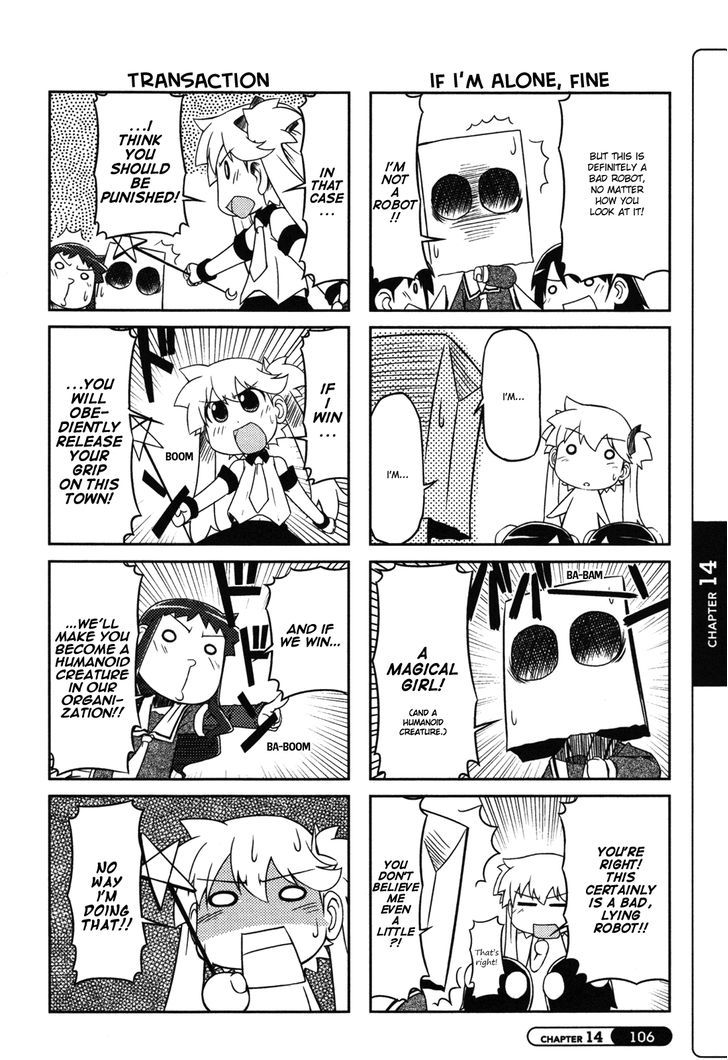 IF I'M ALONE, FINE
BUT THIS IS
DEFINITELY A
BAD ROBOT,
NO MATTER
HOW YOU
LOOK AT IT!
I'M
NOT
A
ROBOT
!!
I'M...
I'M...
BA-BAM
A
MAGICAL
GIRL!
(AND A
HUMANOID
CREATURE.)
YOU'RE
RIGHT! THIS
CERTAINLY
IS A BAD,
LYING
ROBOT!!
That's
right!
YOU
DON'T
BELIEVE
ME
EVEN
A
LITTLE
?!
TRANSACTION
IN
THAT
CASE
...
...I
THINK
YOU
SHOULD
BE
PUNISHED!
IF
I
WIN
...
BOOM
...YOU
WILL
OBE-
DIENTLY
RELEASE
YOUR
GRIP
ON THIS
TOWN!
AND IF
WE WIN...
BA-BOOM
...WE'LL
MAKE YOU
BECOME A
HUMANOID
CREATURE
IN OUR
ORGANI-
ZATION!!
NO
WAY I'M
DOING
THAT!!
CHAPTER 14
CHAPTER 14 106